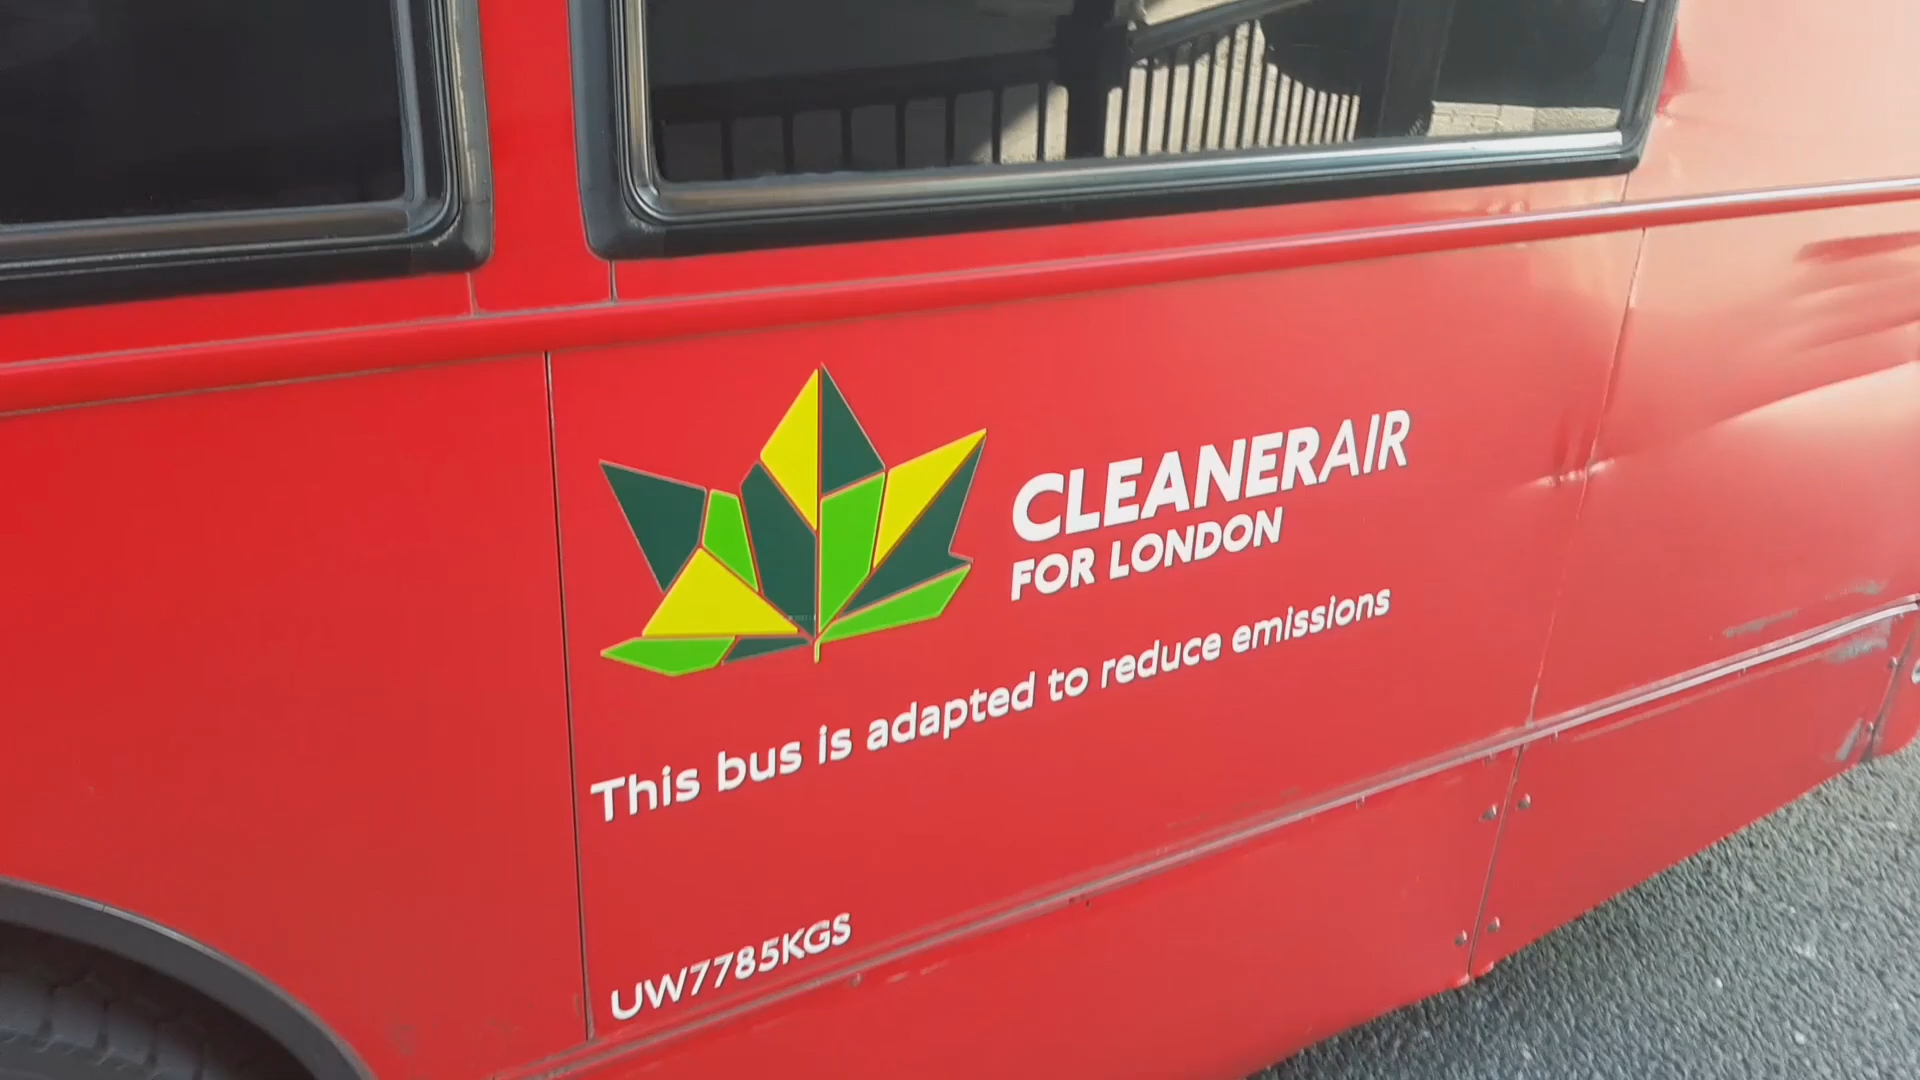 CLEANERAIR
FOR LONDON
This bus is adapted to reduce emissions
UW7785KGS